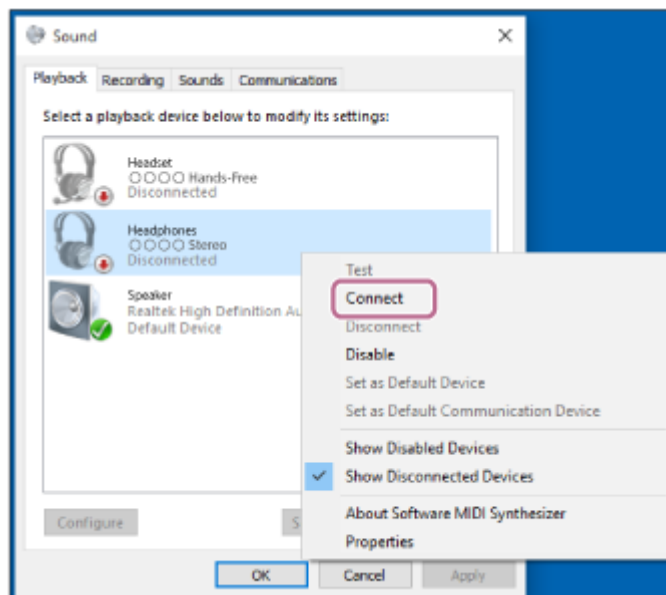 Sound
Playback Recording Sounds Communications
Select a playback device below to modify its settings:
Headset
○○○○ Hands-Free
Disconnected
Headphones
○○○○ Stereo
Disconnected
Speaker
Realtek High Definition
Default Device
Test
Connect
Disconnect
Disable
Set as Default Device
Set as Default Communication Device
Show Disabled Devices
Show Disconnected Devices
About Software MIDI Synthesizer
Properties
Configure
OK Cancel Apply